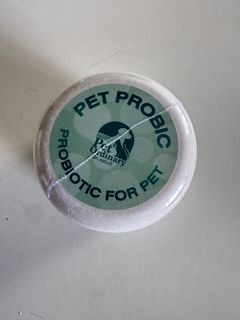 PET PROBIC
Pet
Ordinary
PROBIOTIC FOR PET